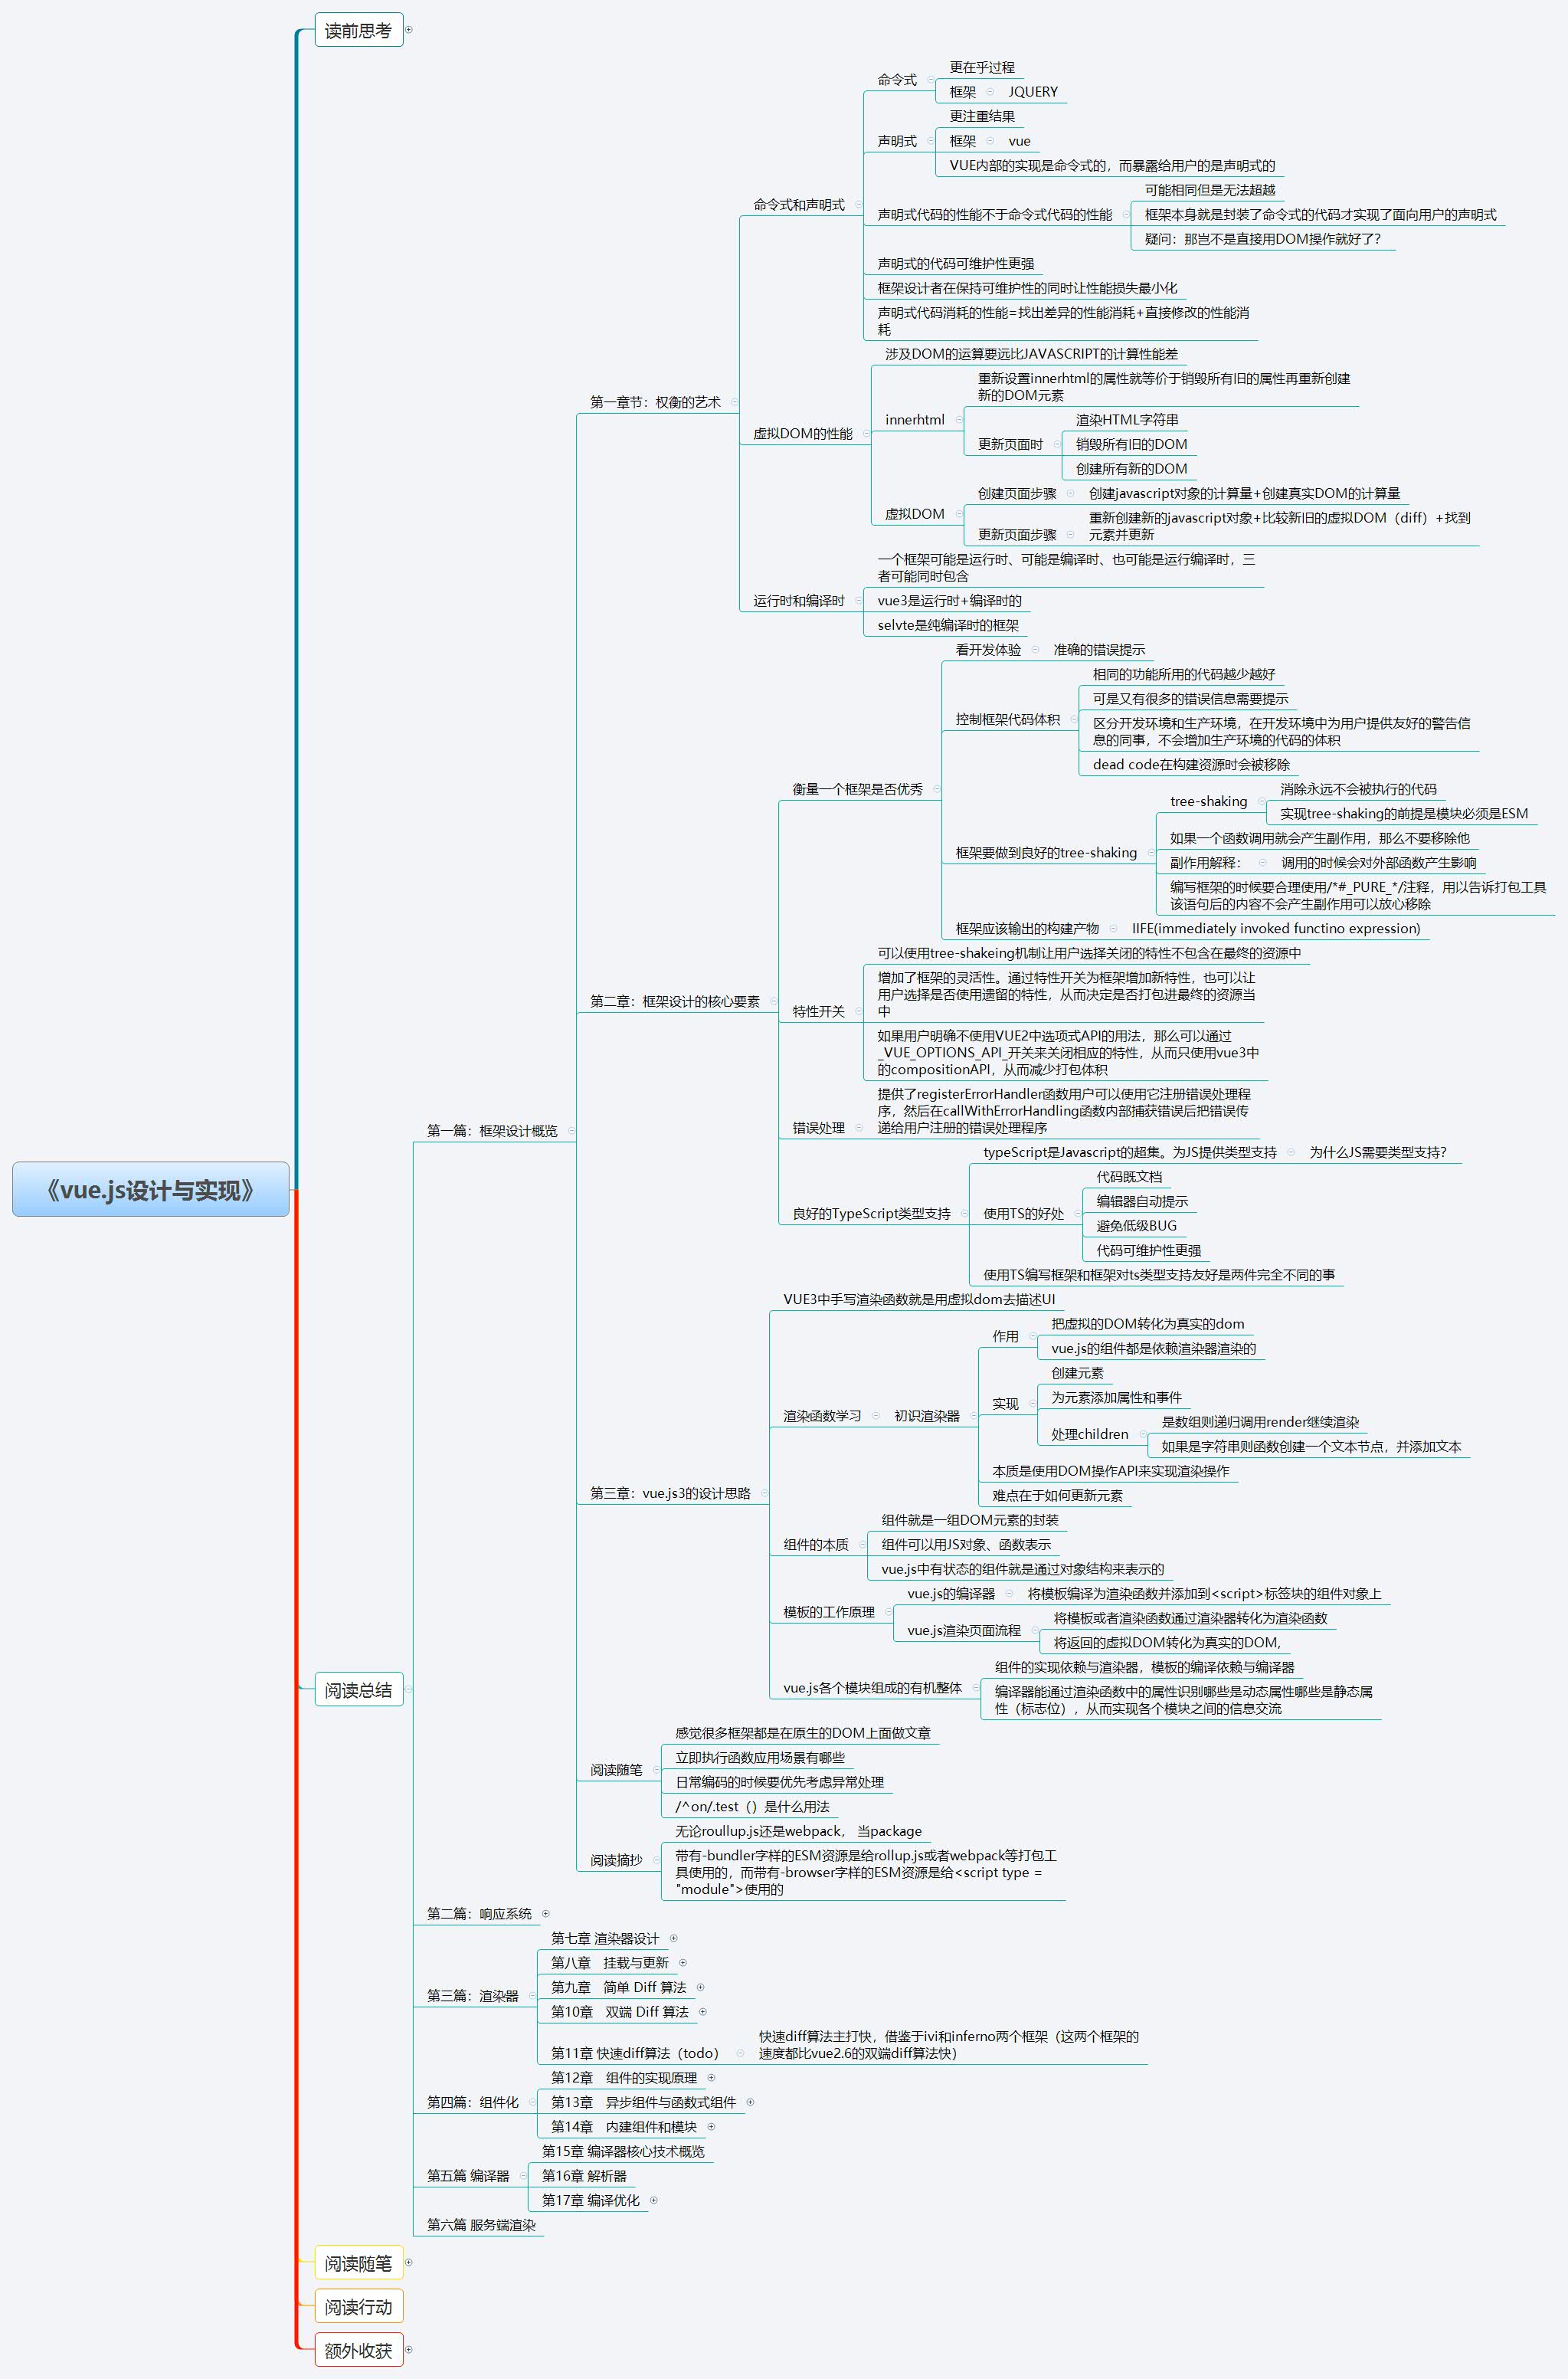 读前思考
命令式
更在乎过程
框架
JQUERY
声明式
更注重结果
框架
vue
VUE内部的实现是命令式的，而暴露给用户的是声明式的
命令式和声明式
声明式代码的性能不于命令式代码的性能
可能相同但是无法超越
框架本身就是封装了命令式的代码才实现了面向用户的声明式
疑问：那岂不是直接用DOM操作就好了？
声明式的代码可维护性更强
框架设计者在保持可维护性的同时让性能损失最小化
声明式代码消耗的性能=找出差异的性能消耗+直接修改的性能消
耗
第一章节：权衡的艺术
虚拟DOM的性能
涉及DOM的运算要远比JAVASCRIPT的计算性能差
innerhtml
重新设置innerhtml的属性就等价于销毁所有旧的属性再重新创建
新的DOM元素
更新页面时
渲染HTML字符串
销毁所有旧的DOM
创建所有新的DOM
虚拟DOM
创建页面步骤
创建javascript对象的计算量+创建真实DOM的计算量
更新页面步骤
重新创建新的javascript对象+比较新旧的虚拟DOM（diff）+找到
元素并更新
运行时和编译时
一个框架可能是运行时、可能是编译时、也可能是运行编译时，三
者可能同时包含
vue3是运行时+编译时的
selvte是纯编译时的框架
衡量一个框架是否优秀
看开发体验
准确的错误提示
控制框架代码体积
相同的功能所用的代码越少越好
可是又有很多的错误信息需要提示
区分开发环境和生产环境，在开发环境中为用户提供友好的警告信
息的同事，不会增加生产环境的代码的体积
dead code在构建资源时会被移除
框架要做到良好的tree-shaking
tree-shaking
消除永远不会被执行的代码
实现tree-shaking的前提是模块必须是ESM
如果一个函数调用就会产生副作用，那么不要移除他
副作用解释：
调用的时候会对外部函数产生影响
编写框架的时候要合理使用/*#_PURE_*/注释，用以告诉打包工具
该语句后的内容不会产生副作用可以放心移除
框架应该输出的构建产物
IIFE(immediately invoked functino expression)
第二章：框架设计的核心要素
特性开关
可以使用tree-shakeing机制让用户选择关闭的特性不包含在最终的资源中
增加了框架的灵活性。通过特性开关为框架增加新特性，也可以让
用户选择是否使用遗留的特性，从而决定是否打包进最终的资源当
中
如果用户明确不使用VUE2中选项式API的用法，那么可以通过
_VUE_OPTIONS_API_开关来关闭相应的特性，从而只使用vue3中
的compositionAPI，从而减少打包体积
错误处理
提供了registerErrorHandler函数用户可以使用它注册错误处理程
序，然后在callWithErrorHandling函数内部捕获错误后把错误传
递给用户注册的错误处理程序
良好的TypeScript类型支持
typeScript是Javascript的超集。为JS提供类型支持
为什么JS需要类型支持？
使用TS的好处
代码既文档
编辑器自动提示
避免低级BUG
代码可维护性更强
使用TS编写框架和框架对ts类型支持友好是两件完全不同的事
第一篇：框架设计概览
《vue.js设计与实现》
第三章：vue.js3的设计思路
VUE3中手写渲染函数就是用虚拟dom去描述UI
渲染函数学习
初识渲染器
作用
把虚拟的DOM转化为真实的dom
vue.js的组件都是依赖渲染器渲染的
实现
创建元素
为元素添加属性和事件
处理children
是数组则递归调用render继续渲染
如果是字符串则函数创建一个文本节点，并添加文本
本质是使用DOM操作API来实现渲染操作
难点在于如何更新元素
组件的本质
组件就是一组DOM元素的封装
组件可以用JS对象、函数表示
vue.js中有状态的组件就是通过对象结构来表示的
模板的工作原理
vue.js的编译器
将模板编译为渲染函数并添加到<script>标签块的组件对象上
vue.js渲染页面流程
将模板或者渲染函数通过渲染器转化为渲染函数
将返回的虚拟DOM转化为真实的DOM,
vue.js各个模块组成的有机整体
组件的实现依赖与渲染器，模板的编译依赖与编译器
编译器能通过渲染函数中的属性识别哪些是动态属性哪些是静态属
性（标志位），从而实现各个模块之间的信息交流
阅读总结
阅读随笔
感觉很多框架都是在原生的DOM上面做文章
立即执行函数应用场景有哪些
日常编码的时候要优先考虑异常处理
/^on/.test（）是什么用法
阅读摘抄
无论roullup.js还是webpack， 当package
带有-bundler字样的ESM资源是给rollup.js或者webpack等打包工
具使用的，而带有-browser字样的ESM资源是给<script type =
"module">使用的
第二篇：响应系统
第三篇：渲染器
第七章 渲染器设计
第八章　挂载与更新
第九章　简单 Diff 算法
第10章　双端 Diff 算法
第11章 快速diff算法（todo）
快速diff算法主打快，借鉴于ivi和inferno两个框架（这两个框架的
速度都比vue2.6的双端diff算法快）
第四篇：组件化
第12章　组件的实现原理
第13章　异步组件与函数式组件
第14章　内建组件和模块
第五篇 编译器
第15章 编译器核心技术概览
第16章 解析器
第17章 编译优化
第六篇 服务端渲染
阅读随笔
阅读行动
额外收获